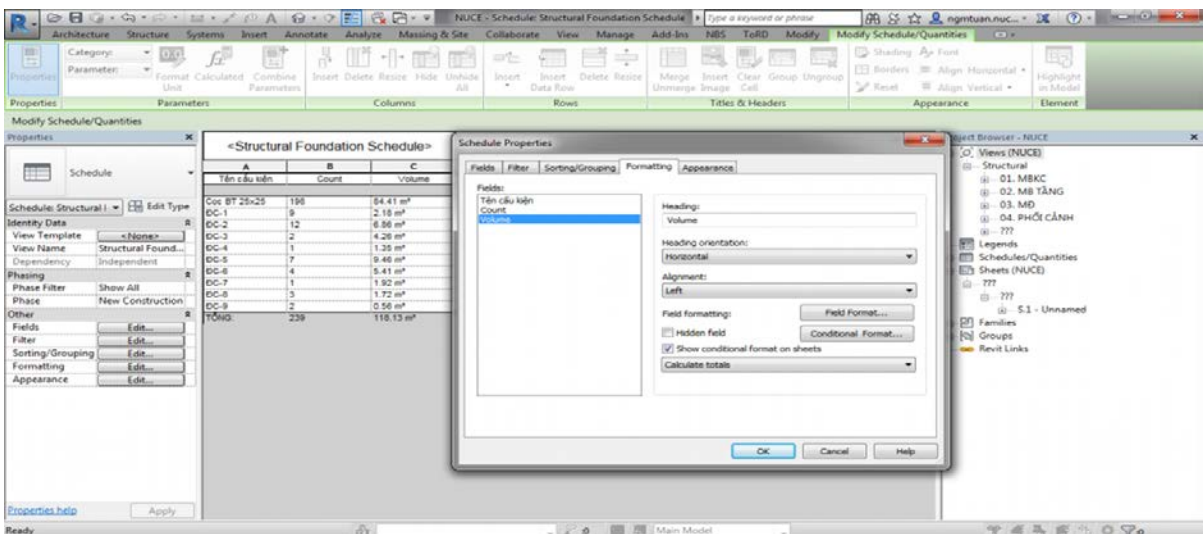 NUCE - Schedule: Structural Foundation Schedule
Type a keyword or phrase
ngmtuan.nuc...
Architecture Structure Systems Insert Annotate Analyze Massing & Site Collaborate View Manage Add-Ins NBS ToRD Modify Modify Schedule/Quantities
Properties
Category:
Parameter:
Format Unit
Calculated
Combine Parameters
Insert Delete Resize Hide Unhide All
Insert
Insert Data Row
Delete Resize
Merge Unmerge
Insert Image
Clear Cell
Group Ungroup
Shading Font
Borders Align Horizontal
Reset Align Vertical
Highlight in Model
Properties Parameters Columns Rows Titles & Headers Appearance Element
Modify Schedule/Quantities
Properties
Schedule
Schedule: Structural Edit Type
Identity Data
View Template <None>
View Name Structural Found...
Dependency Independent
Phasing
Phase Filter Show All
Phase New Construction
Other
Fields Edit...
Filter Edit...
Sorting/Grouping Edit...
Formatting Edit...
Appearance Edit...
Properties help Apply
<Structural Foundation Schedule>
A B C
Tên cấu kiện Count Volume
Cọc BT 25x25 198 84.41 m³
ĐC-1 9 2.18 m³
ĐC-2 12 6.86 m³
ĐC-3 2 4.26 m³
ĐC-4 1 1.35 m³
ĐC-5 7 9.46 m³
ĐC-6 4 5.41 m³
ĐC-7 1 1.92 m³
ĐC-8 3 1.72 m³
ĐC-9 2 0.56 m³
TỔNG: 239 118.13 m³
Schedule Properties
Fields Filter Sorting/Grouping Formatting Appearance
Fields:
Tên cấu kiện
Count
Volume
Heading:
Volume
Heading orientation:
Horizontal
Alignment:
Left
Field formatting: Field Format...
Hidden field Conditional Format...
Show conditional format on sheets
Calculate totals
OK Cancel Help
Project Browser - NUCE
Views (NUCE)
Structural
01. MBKC
02. MB TẦNG
03. MĐ
04. PHỐI CẢNH
???
Legends
Schedules/Quantities
Sheets (NUCE)
???
???
S.1 - Unnamed
Families
Groups
Revit Links
Ready
Main Model